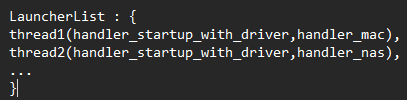 LauncherList : {
thread1(handler_startup_with_driver,handler_mac),
thread2(handler_startup_with_driver,handler_nas),
...
}